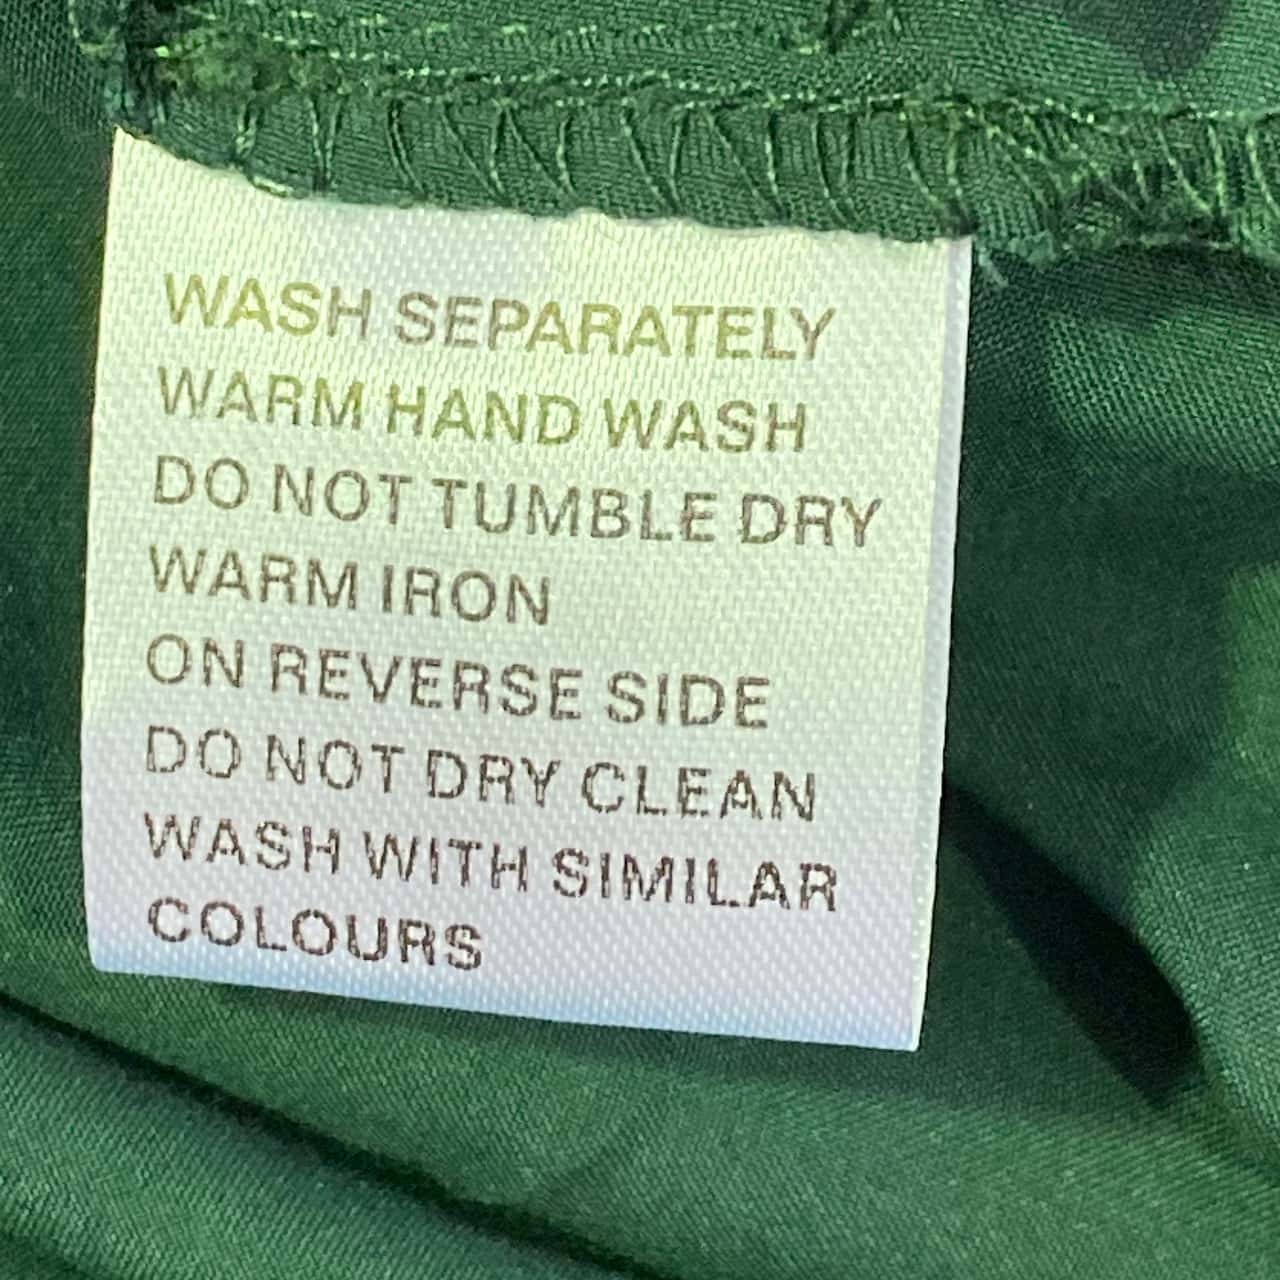 WASH SEPARATELY
WARM HAND WASH
DO NOT TUMBLE DRY
WARM IRON
ON REVERSE SIDE
DO NOT DRY CLEAN
WASH WITH SIMILAR
COLOURS